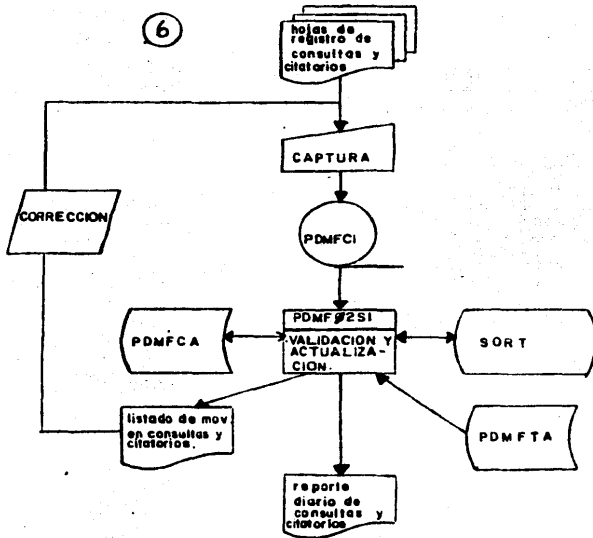 6
hojas de
registro de
consultas y
citatorios
CAPTURA
CORRECCION
PDMFCI
PDMFØ2SI
VALIDACION Y
ACTUALIZA-
CION.
PDMFCA
SORT
listado de mov
en consultas y
citatorios.
PDMFTA
reporte
diario de
consultas y
citatorios